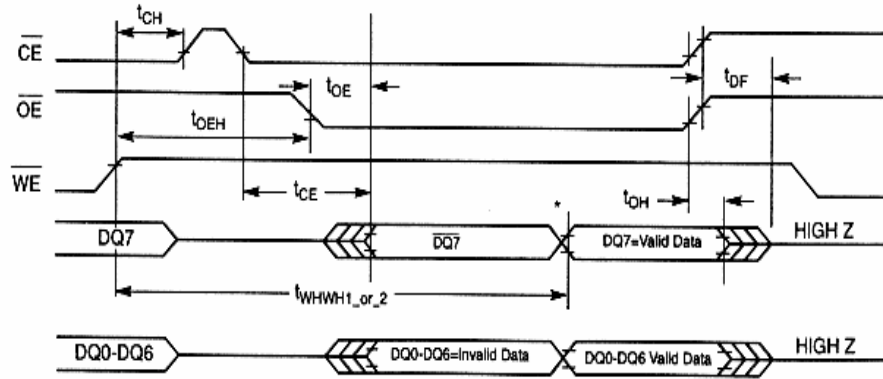 tCH
CE
tOE
tDF
OE
tOEH
WE
tCE
tOH
*
DQ7
DQ7
DQ7=Valid Data
HIGH Z
tWHWH1_or_2
DQ0-DQ6
DQ0-DQ6=Invalid Data
DQ0-DQ6 Valid Data
HIGH Z